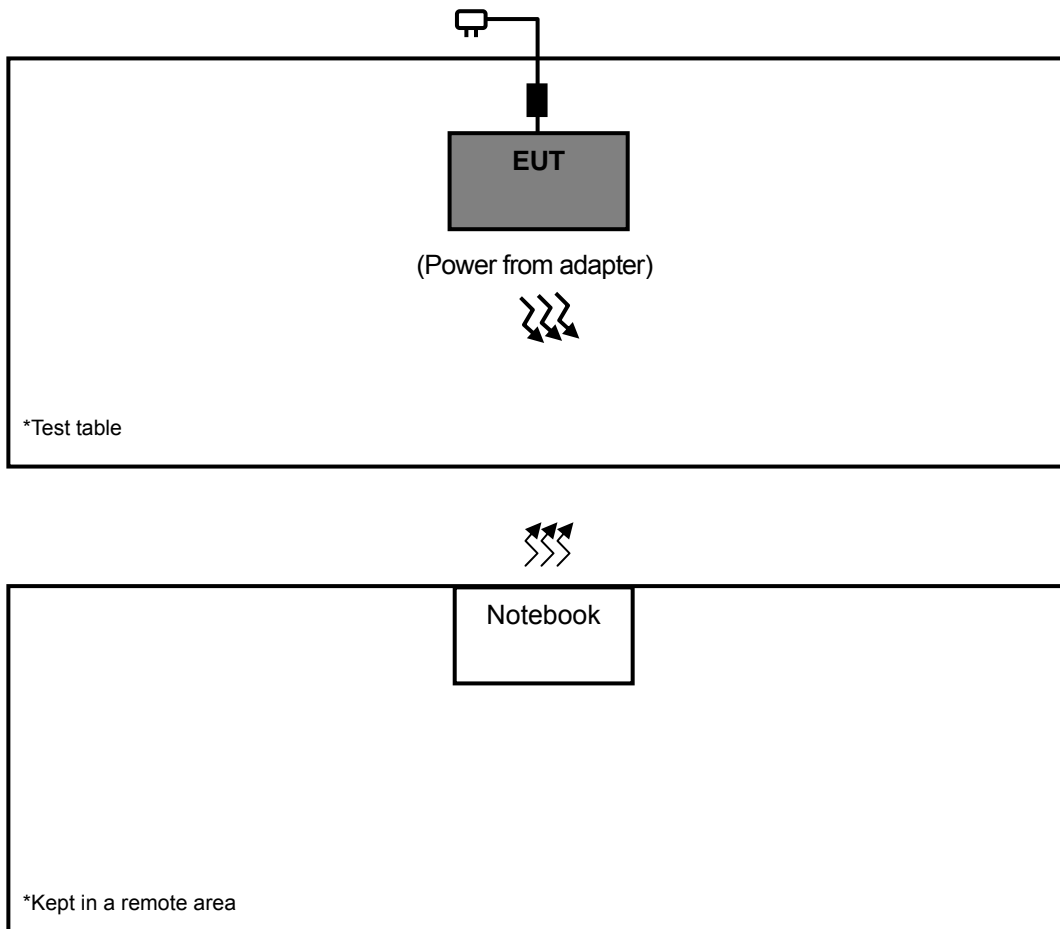 EUT
(Power from adapter)
*Test table
Notebook
*Kept in a remote area